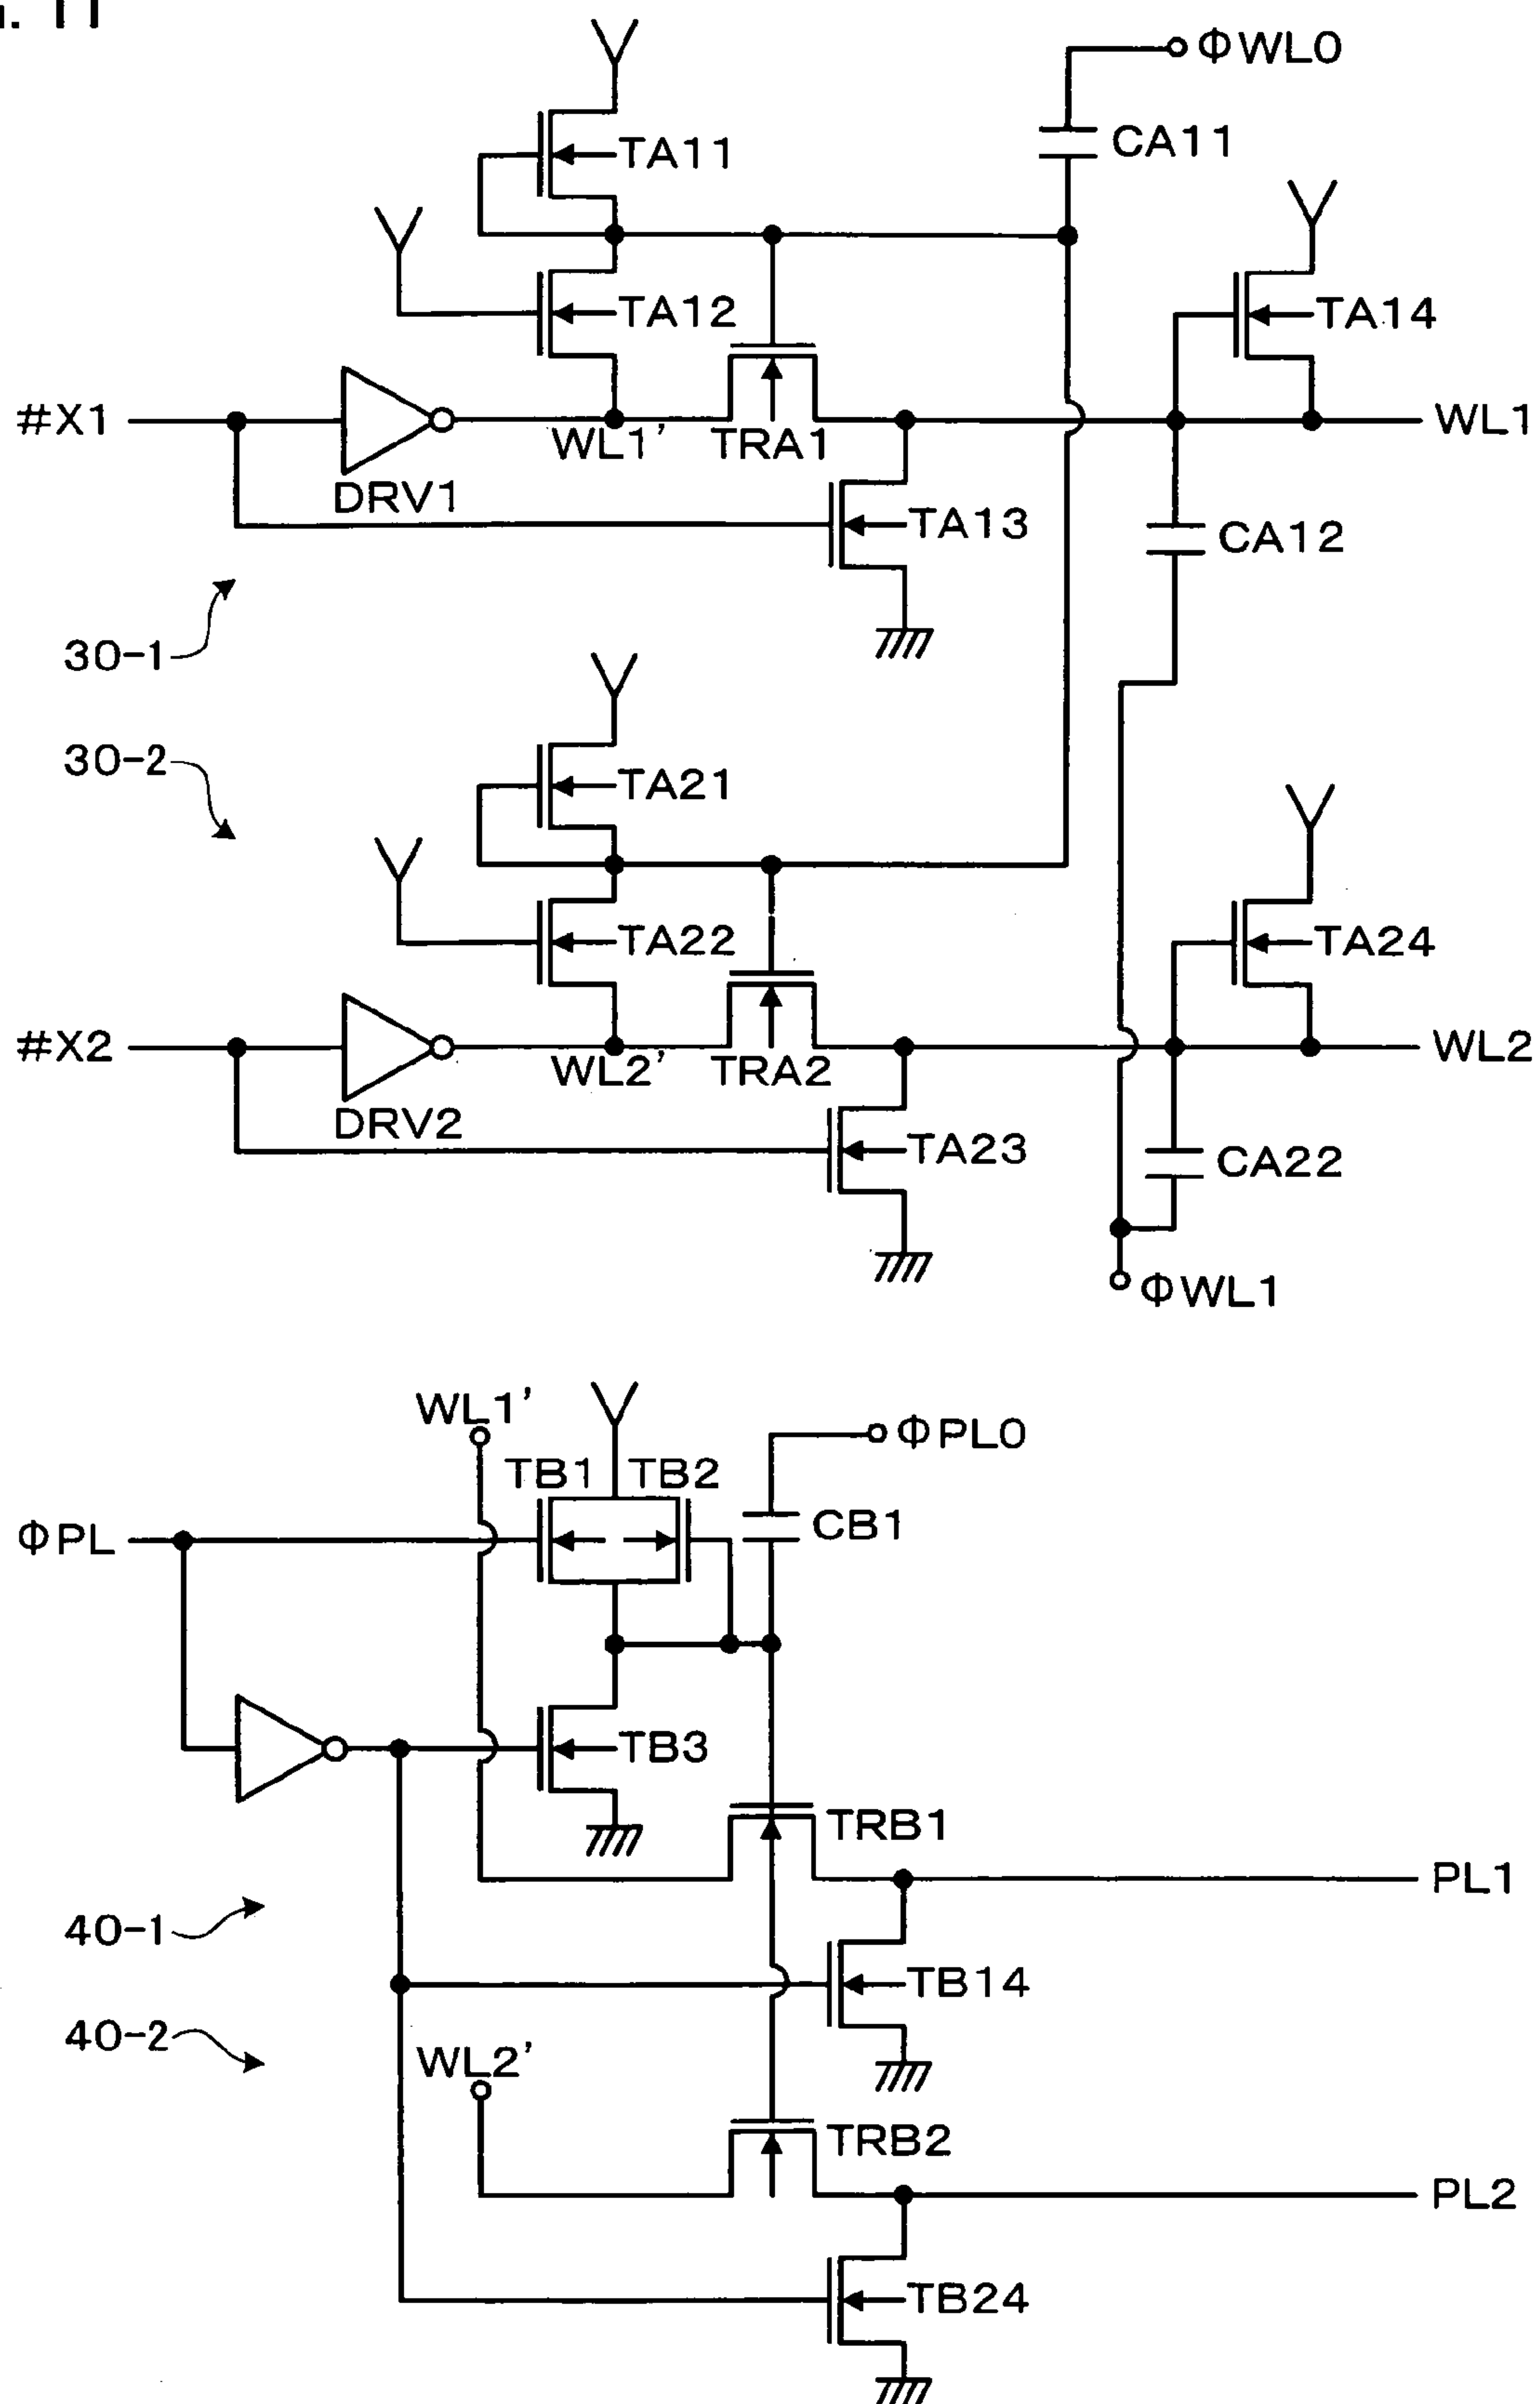 . 11
ΦWL0
TA11
CA11
TA12
TA14
#X1
WL1'
TRA1
WL1
DRV1
TA13
CA12
30-1
30-2
TA21
TA22
TA24
#X2
WL2'
TRA2
WL2
DRV2
TA23
CA22
ΦWL1
WL1'
ΦPL0
TB1
TB2
ΦPL
CB1
TB3
TRB1
PL1
40-1
TB14
40-2
WL2'
TRB2
PL2
TB24